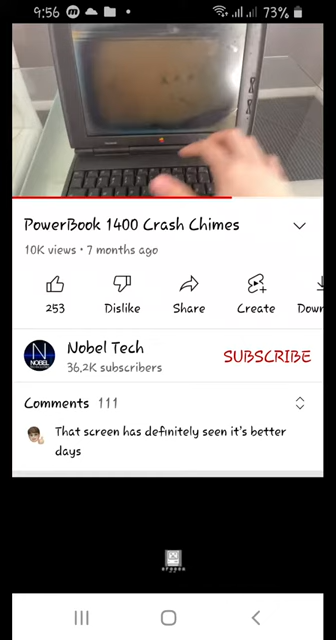 9:56
73%
PowerBook 1400 Crash Chimes
10K views • 7 months ago
253
Dislike
Share
Create
Down
Nobel Tech
36,2K subscribers
SUBSCRIBE
NOBEL
Comments 111
That screen has definitely seen it's better
days